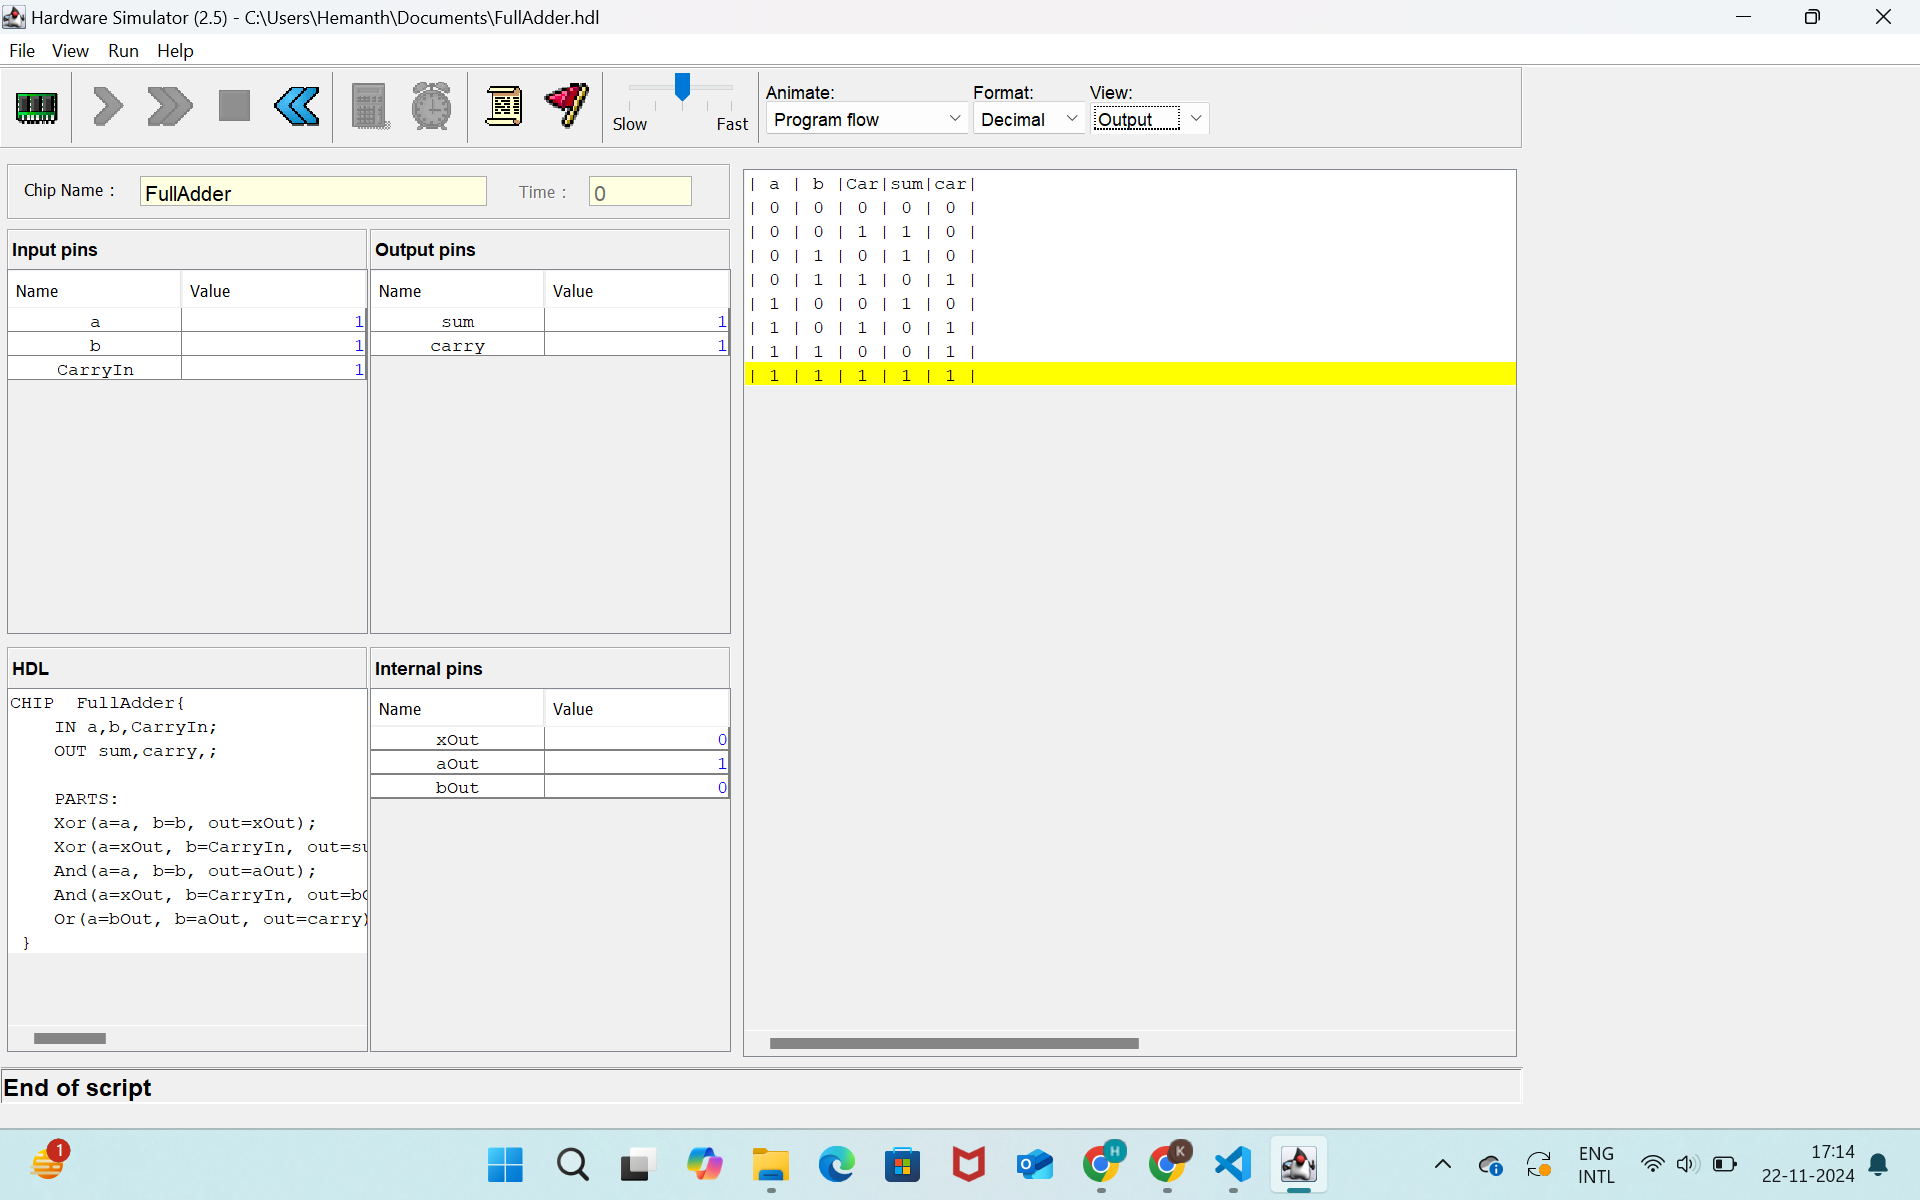 Hardware Simulator (2.5) - C:\Users\Hemanth\Documents\FullAdder.hdl
File View Run Help
Slow Fast
Animate: Format: View:
Program flow Decimal Output
Chip Name : FullAdder Time : 0
Input pins
Name Value
a 1
b 1
CarryIn 1
Output pins
Name Value
sum 1
carry 1
HDL
CHIP FullAdder{
IN a,b,CarryIn;
OUT sum,carry,;
PARTS:
Xor(a=a, b=b, out=xOut);
Xor(a=xOut, b=CarryIn, out=su
And(a=a, b=b, out=aOut);
And(a=xOut, b=CarryIn, out=bO
Or(a=bOut, b=aOut, out=carry)
}
Internal pins
Name Value
xOut 0
aOut 1
bOut 0
| a | b |Car|sum|car|
| 0 | 0 | 0 | 0 | 0 |
| 0 | 0 | 1 | 1 | 0 |
| 0 | 1 | 0 | 1 | 0 |
| 0 | 1 | 1 | 0 | 1 |
| 1 | 0 | 0 | 1 | 0 |
| 1 | 0 | 1 | 0 | 1 |
| 1 | 1 | 0 | 0 | 1 |
| 1 | 1 | 1 | 1 | 1 |
End of script
1
H
K
ENG
INTL
17:14
22-11-2024